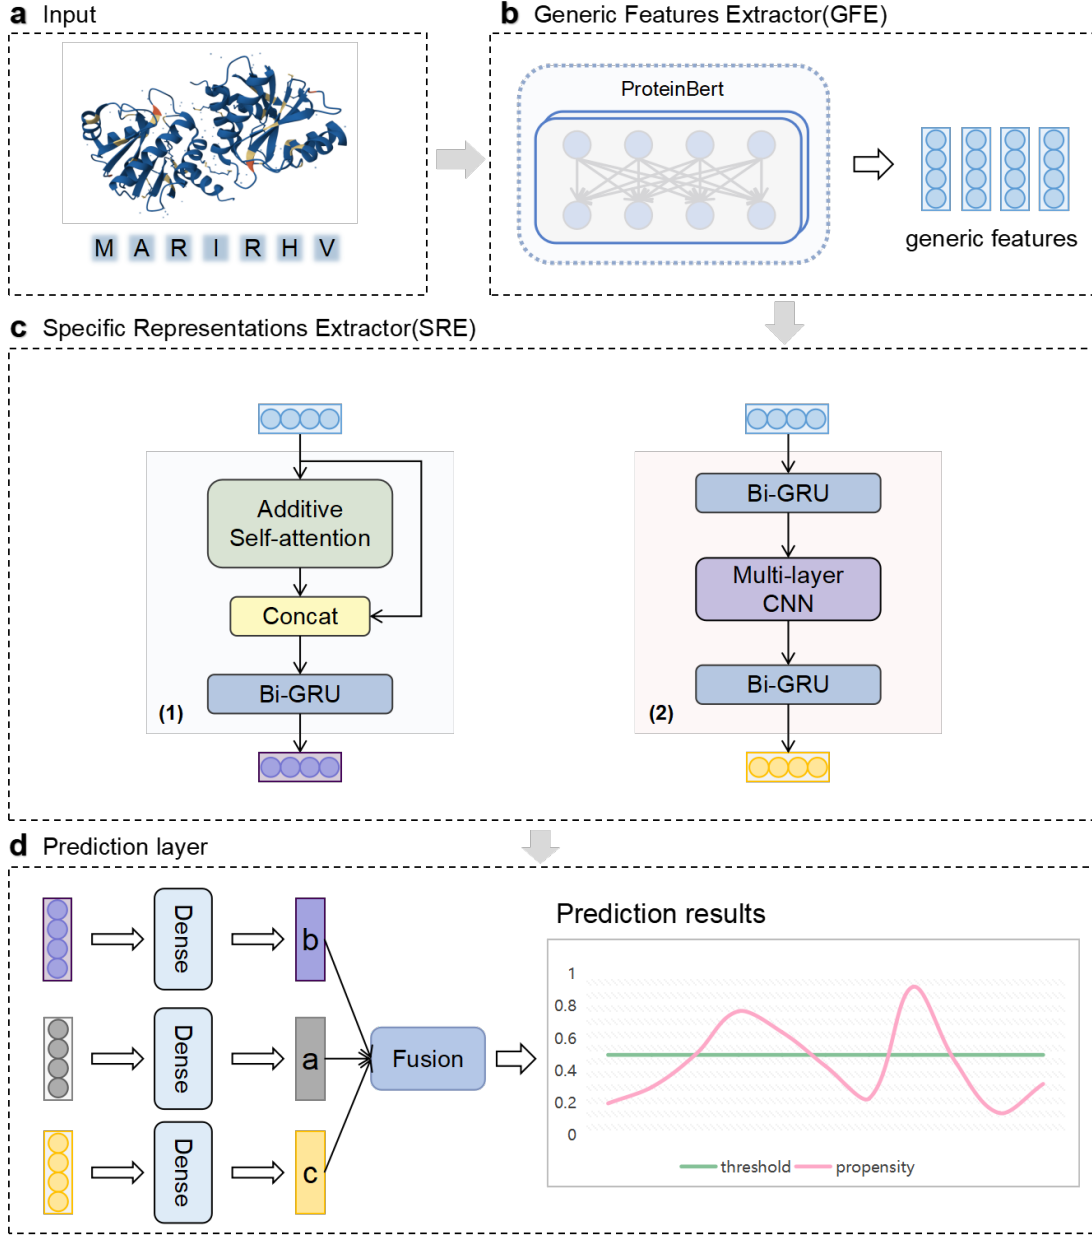 a Input
M A R I R H V
b Generic Features Extractor(GFE)
ProteinBert
generic features
c Specific Representations Extractor(SRE)
Additive
Self-attention
Concat
Bi-GRU
(1)
Bi-GRU
Multi-layer
CNN
Bi-GRU
(2)
d Prediction layer
Dense
b
Dense
a
Dense
c
Fusion
Prediction results
1
0.8
0.6
0.4
0.2
0
threshold propensity